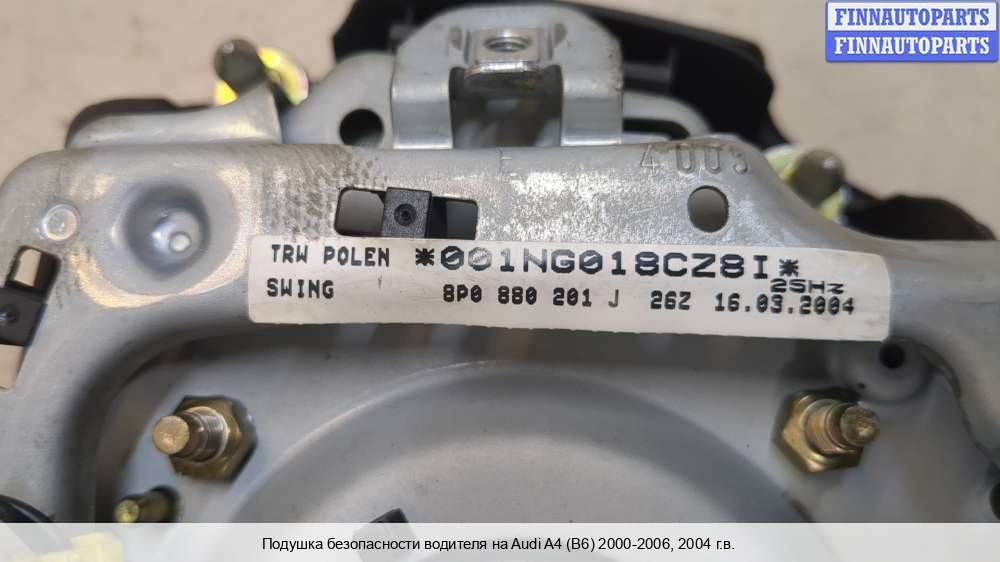 FINNAUTOPARTS
FINNAUTOPARTS
E 4003
TRW POLEN *001NG018CZ8I*
25Hz
SWING 8P0 880 201 J 26Z 16.03.2004
Подушка безопасности водителя на Audi A4 (B6) 2000-2006, 2004 г.в.